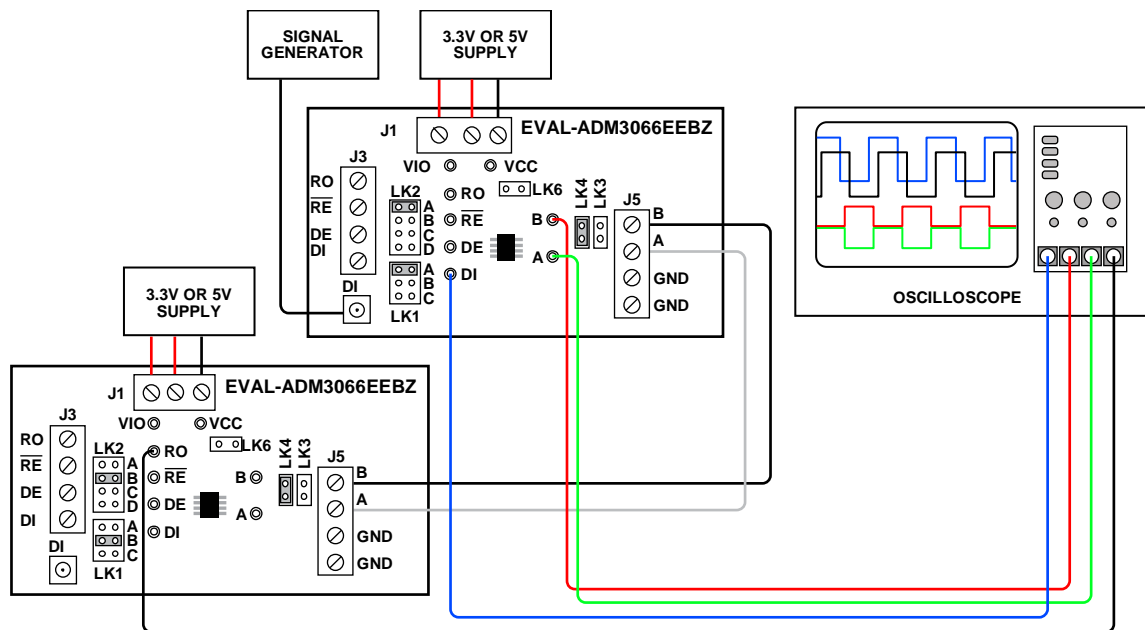 SIGNAL
GENERATOR
3.3V OR 5V
SUPPLY
J1
EVAL-ADM3066EEBZ
VIO
VCC
J3
RO
RE
DE
DI
LK2
A
B
C
D
RO
RE
DE
DI
LK6
LK4
LK3
B
A
J5
B
A
GND
GND
DI
A
B
C
LK1
OSCILLOSCOPE
3.3V OR 5V
SUPPLY
J1
EVAL-ADM3066EEBZ
VIO
VCC
J3
RO
RE
DE
DI
LK2
A
B
C
D
RO
RE
DE
DI
LK6
LK4
LK3
B
A
J5
B
A
GND
GND
DI
A
B
C
LK1